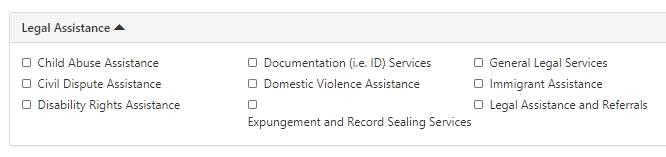 Legal Assistance
Child Abuse Assistance
Civil Dispute Assistance
Disability Rights Assistance
Documentation (i.e. ID) Services
Domestic Violence Assistance
Expungement and Record Sealing Services
General Legal Services
Immigrant Assistance
Legal Assistance and Referrals